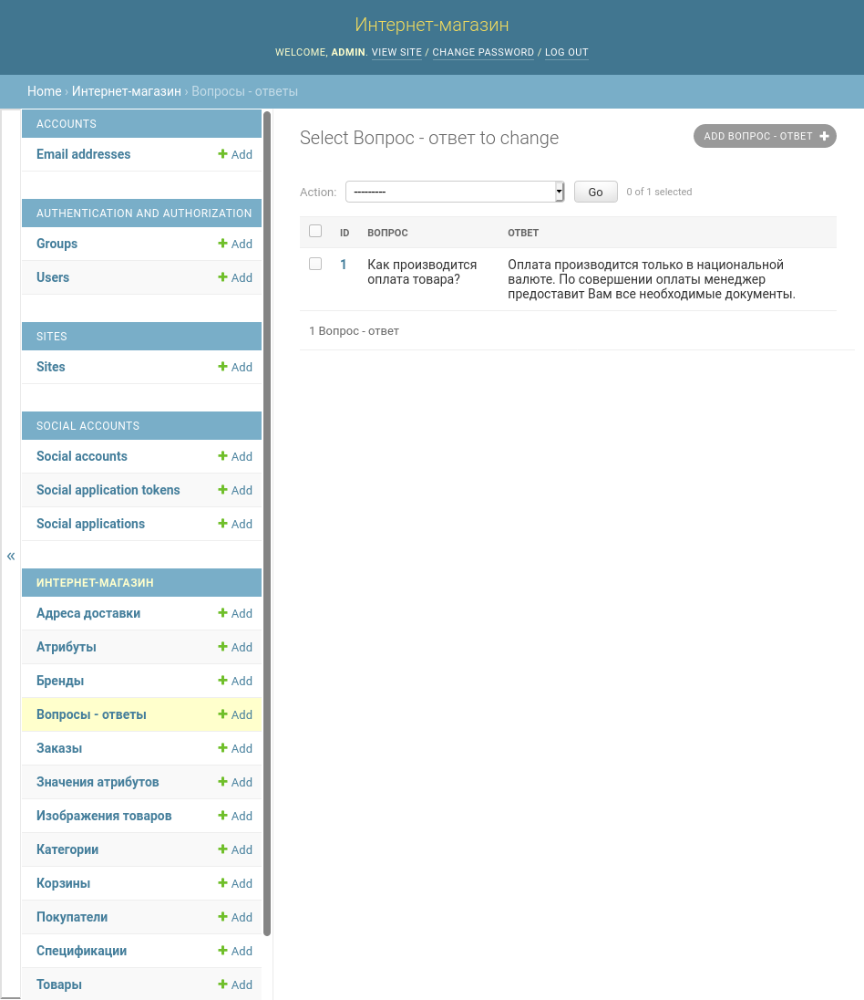 Интернет-магазин
WELCOME, ADMIN. VIEW SITE / CHANGE PASSWORD / LOG OUT
Home › Интернет-магазин › Вопросы - ответы
«
ACCOUNTS
Email addresses Add
AUTHENTICATION AND AUTHORIZATION
Groups Add
Users Add
SITES
Sites Add
SOCIAL ACCOUNTS
Social accounts Add
Social application tokens Add
Social applications Add
ИНТЕРНЕТ-МАГАЗИН
Адреса доставки Add
Атрибуты Add
Бренды Add
Вопросы - ответы Add
Заказы Add
Значения атрибутов Add
Изображения товаров Add
Категории Add
Корзины Add
Покупатели Add
Спецификации Add
Товары Add
Select Вопрос - ответ to change
ADD ВОПРОС - ОТВЕТ
Action: --------- Go 0 of 1 selected
ID ВОПРОС ОТВЕТ
1
Как производится
оплата товара?
Оплата производится только в национальной
валюте. По совершении оплаты менеджер
предоставит Вам все необходимые документы.
1 Вопрос - ответ